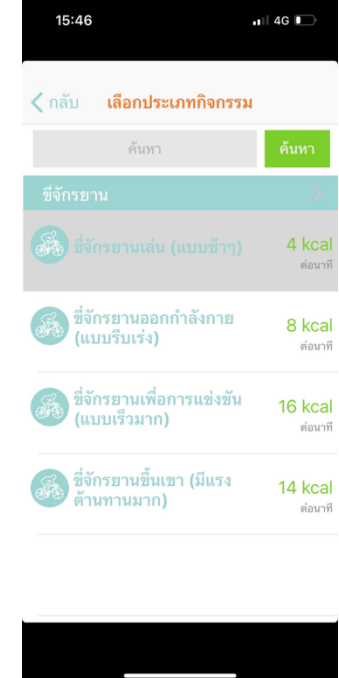 15:46 4G
กลับ เลือกประเภทกิจกรรม
ค้นหา ค้นหา
ขี่จักรยาน
ขี่จักรยานเล่น (แบบช้าๆ) 4 kcal
ต่อนาที
ขี่จักรยานออกกำลังกาย
(แบบรีบเร่ง) 8 kcal
ต่อนาที
ขี่จักรยานเพื่อการแข่งขัน
(แบบเร็วมาก) 16 kcal
ต่อนาที
ขี่จักรยานขึ้นเขา (มีแรง
ต้านทานมาก) 14 kcal
ต่อนาที